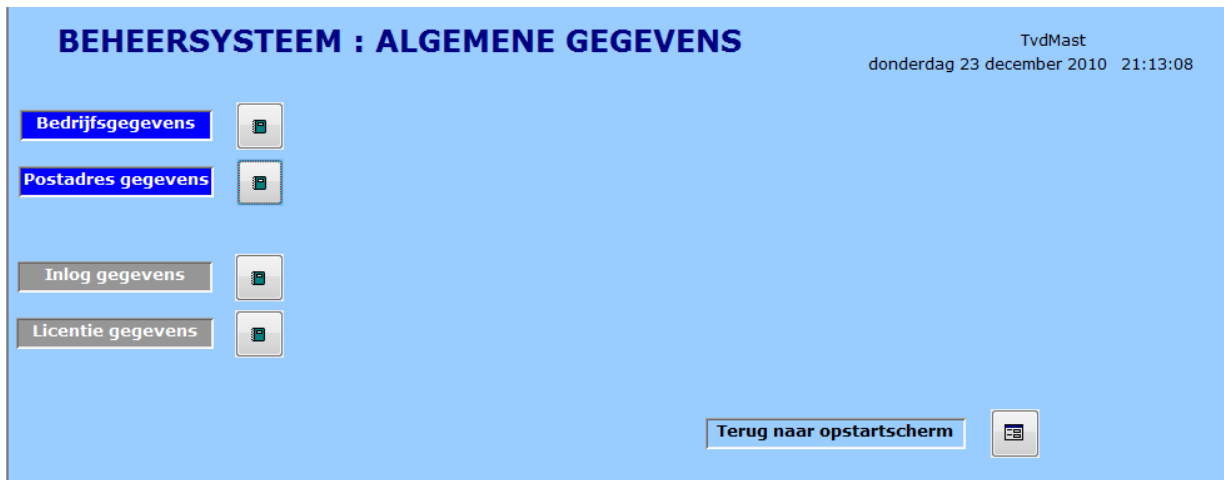 BEHEERSYSTEEM : ALGEMENE GEGEVENS
TvdMast
donderdag 23 december 2010 21:13:08
Bedrijfsgegevens
Postadres gegevens
Inlog gegevens
Licentie gegevens
Terug naar opstartscherm